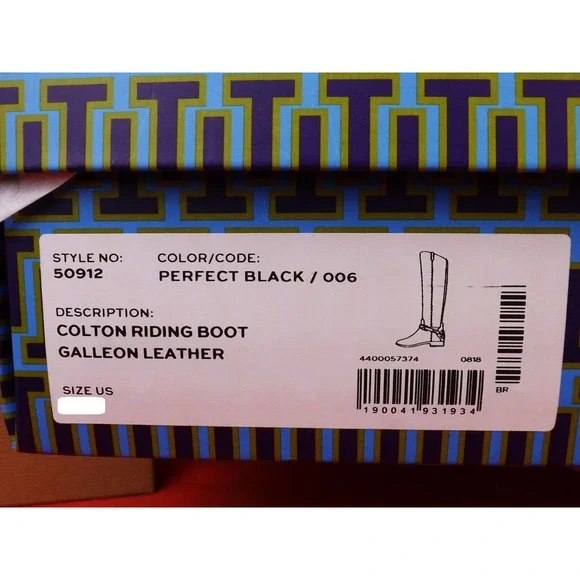 STYLE NO: COLOR/CODE:
50912 PERFECT BLACK / 006
DESCRIPTION:
COLTON RIDING BOOT
GALLEON LEATHER
SIZE US
4400057374 0818
190041931934
BR